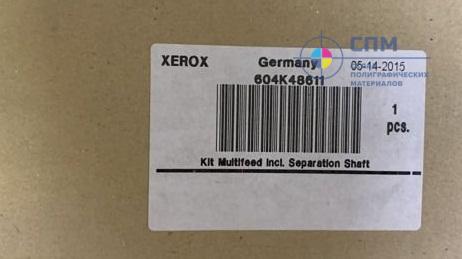 XEROX Germany 05-14-2015
604K48611
1
pcs.
Kit Multifeed incl. Separation Shaft
СПМ
ПОЛИГРАФИЧЕСКИХ
МАТЕРИАЛОВ